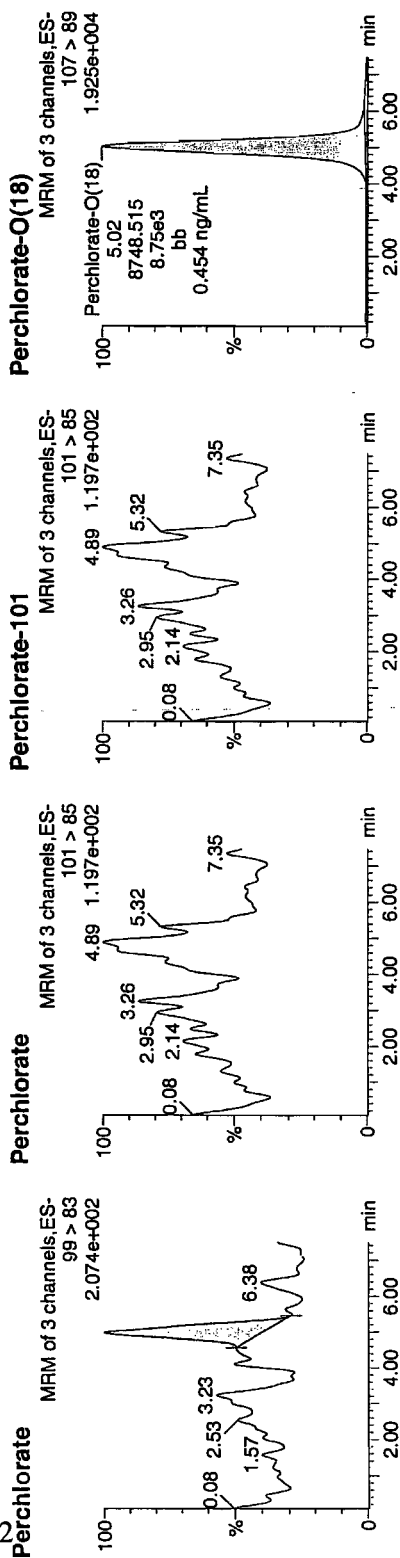 2
Perchlorate
MRM of 3 channels,ES-
99 > 83
2.074e+002
100
%
0
0.08
1.57
2.53
3.23
6.38
2.00
4.00
6.00
min
Perchlorate
MRM of 3 channels,ES-
101 > 85
1.197e+002
100
%
0
0.08
2.14
2.95
3.26
4.89
5.32
7.35
2.00
4.00
6.00
min
Perchlorate-101
MRM of 3 channels,ES-
101 > 85
1.197e+002
100
%
0
0.08
2.14
2.95
3.26
4.89
5.32
7.35
2.00
4.00
6.00
min
Perchlorate-O(18)
MRM of 3 channels,ES-
107 > 89
1.925e+004
100
%
0
Perchlorate-O(18)
5.02
8748.515
8.75e3
bb
0.454 ng/mL
2.00
4.00
6.00
min